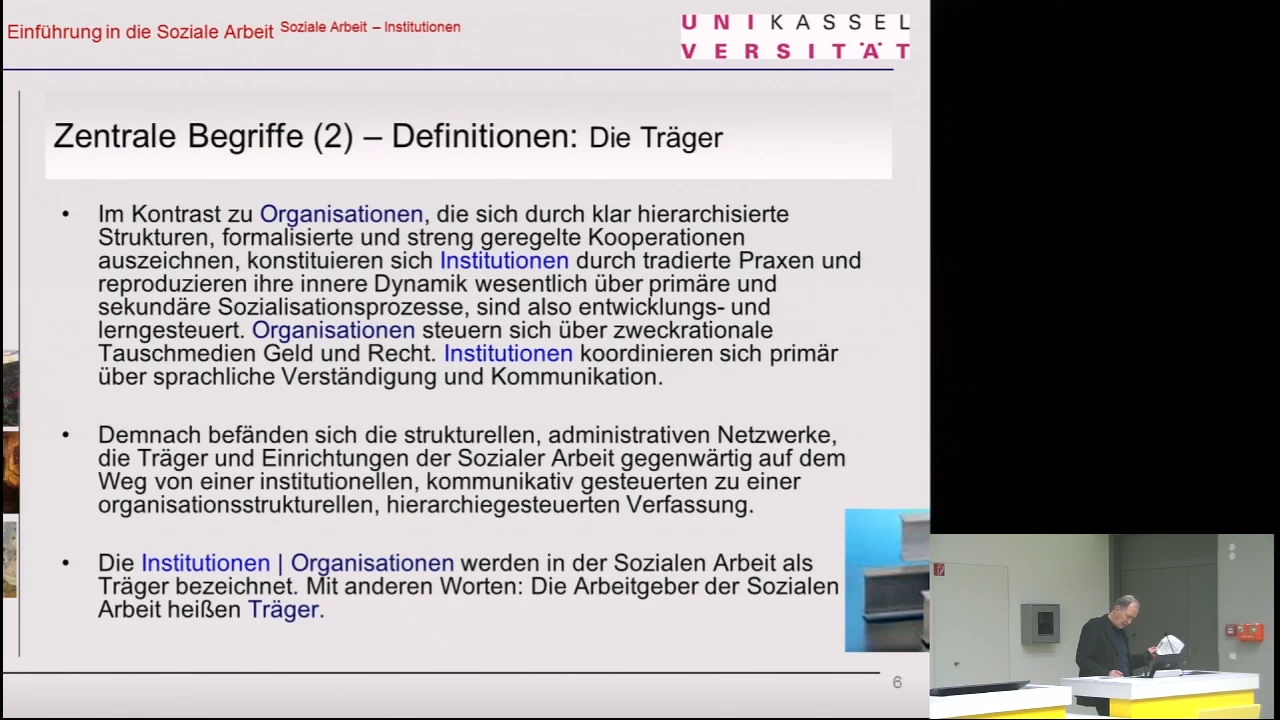 Einführung in die Soziale Arbeit Soziale Arbeit – Institutionen
UNIKASSEL
VERSITÄT
Zentrale Begriffe (2) – Definitionen: Die Träger
• Im Kontrast zu Organisationen, die sich durch klar hierarchisierte
Strukturen, formalisierte und streng geregelte Kooperationen
auszeichnen, konstituieren sich Institutionen durch tradierte Praxen und
reproduzieren ihre innere Dynamik wesentlich über primäre und
sekundäre Sozialisationsprozesse, sind also entwicklungs- und
lerngesteuert. Organisationen steuern sich über zweckrationale
Tauschmedien Geld und Recht. Institutionen koordinieren sich primär
über sprachliche Verständigung und Kommunikation.
• Demnach befänden sich die strukturellen, administrativen Netzwerke,
die Träger und Einrichtungen der Sozialer Arbeit gegenwärtig auf dem
Weg von einer institutionellen, kommunikativ gesteuerten zu einer
organisationsstrukturellen, hierarchiegesteuerten Verfassung.
• Die Institutionen | Organisationen werden in der Sozialen Arbeit als
Träger bezeichnet. Mit anderen Worten: Die Arbeitgeber der Sozialen
Arbeit heißen Träger.
6